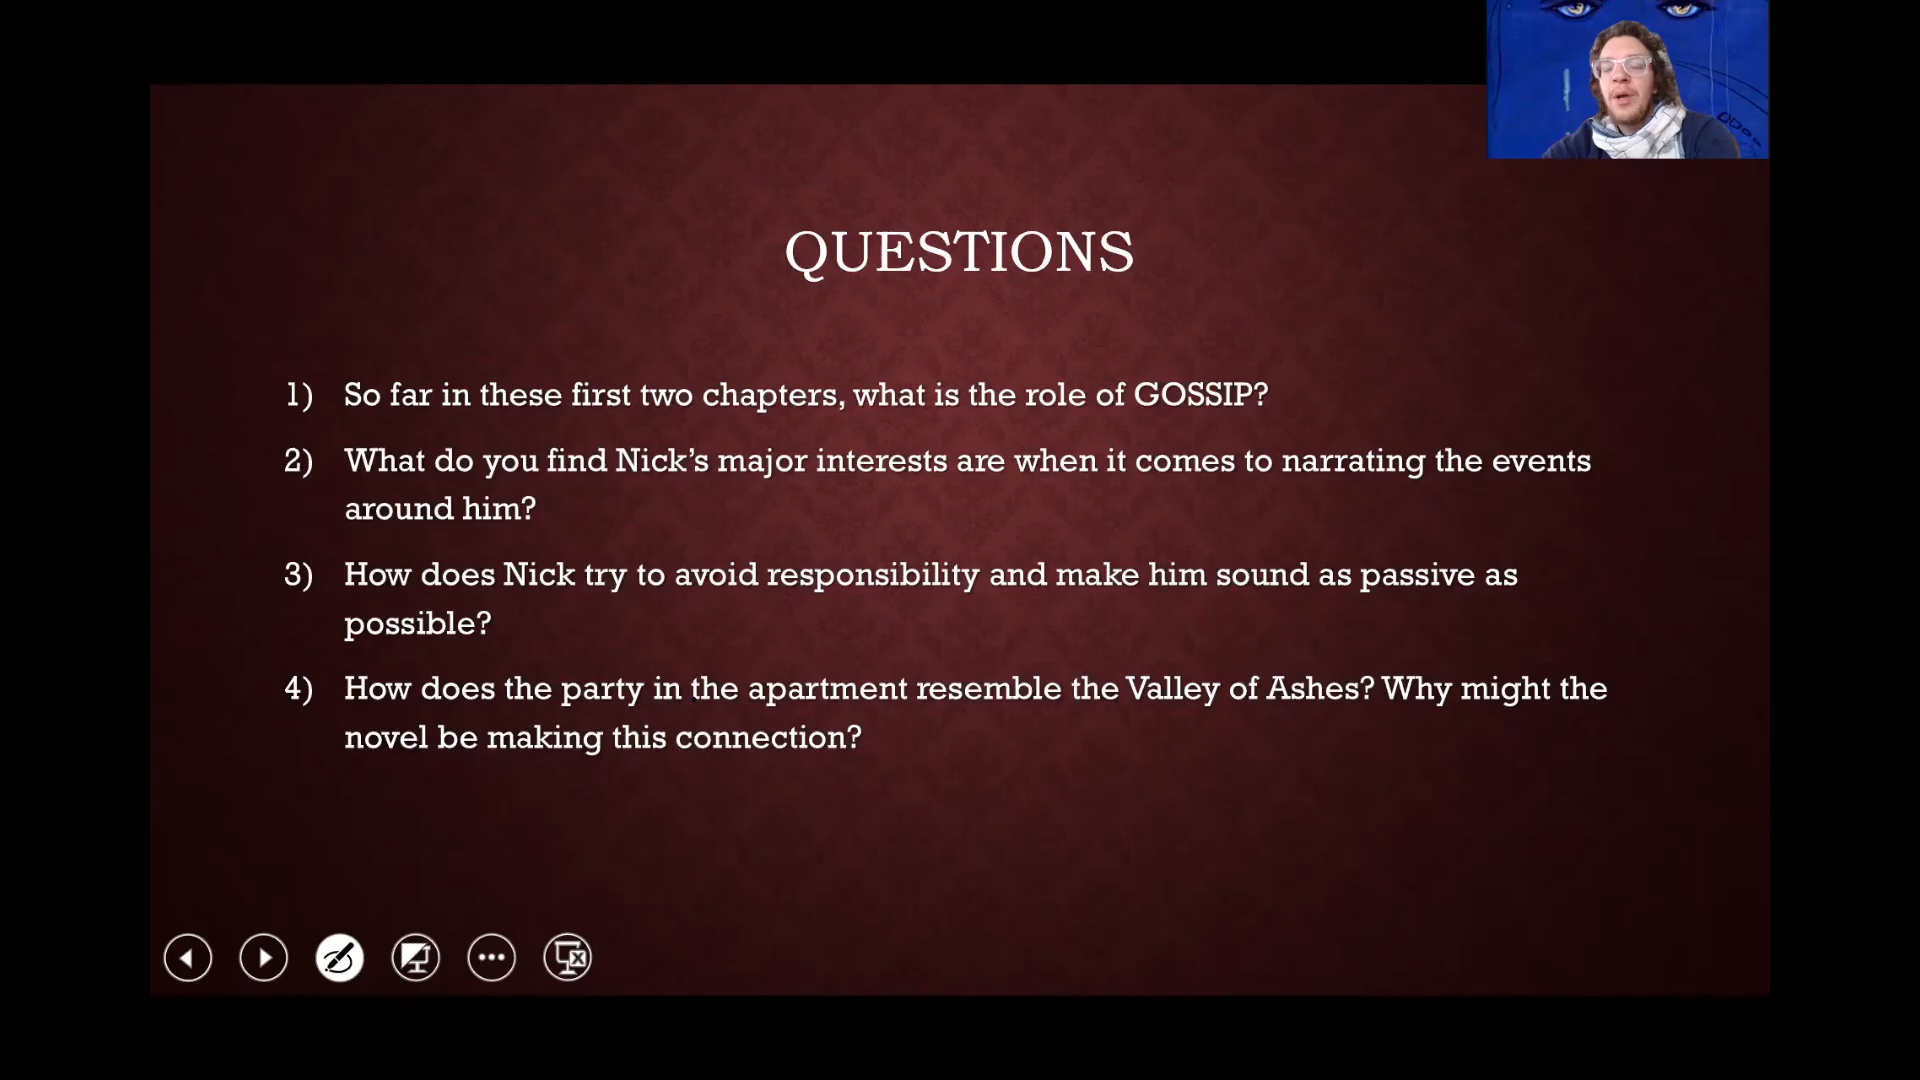 QUESTIONS
1) So far in these first two chapters, what is the role of GOSSIP?
2) What do you find Nick’s major interests are when it comes to narrating the events
around him?
3) How does Nick try to avoid responsibility and make him sound as passive as
possible?
4) How does the party in the apartment resemble the Valley of Ashes? Why might the
novel be making this connection?